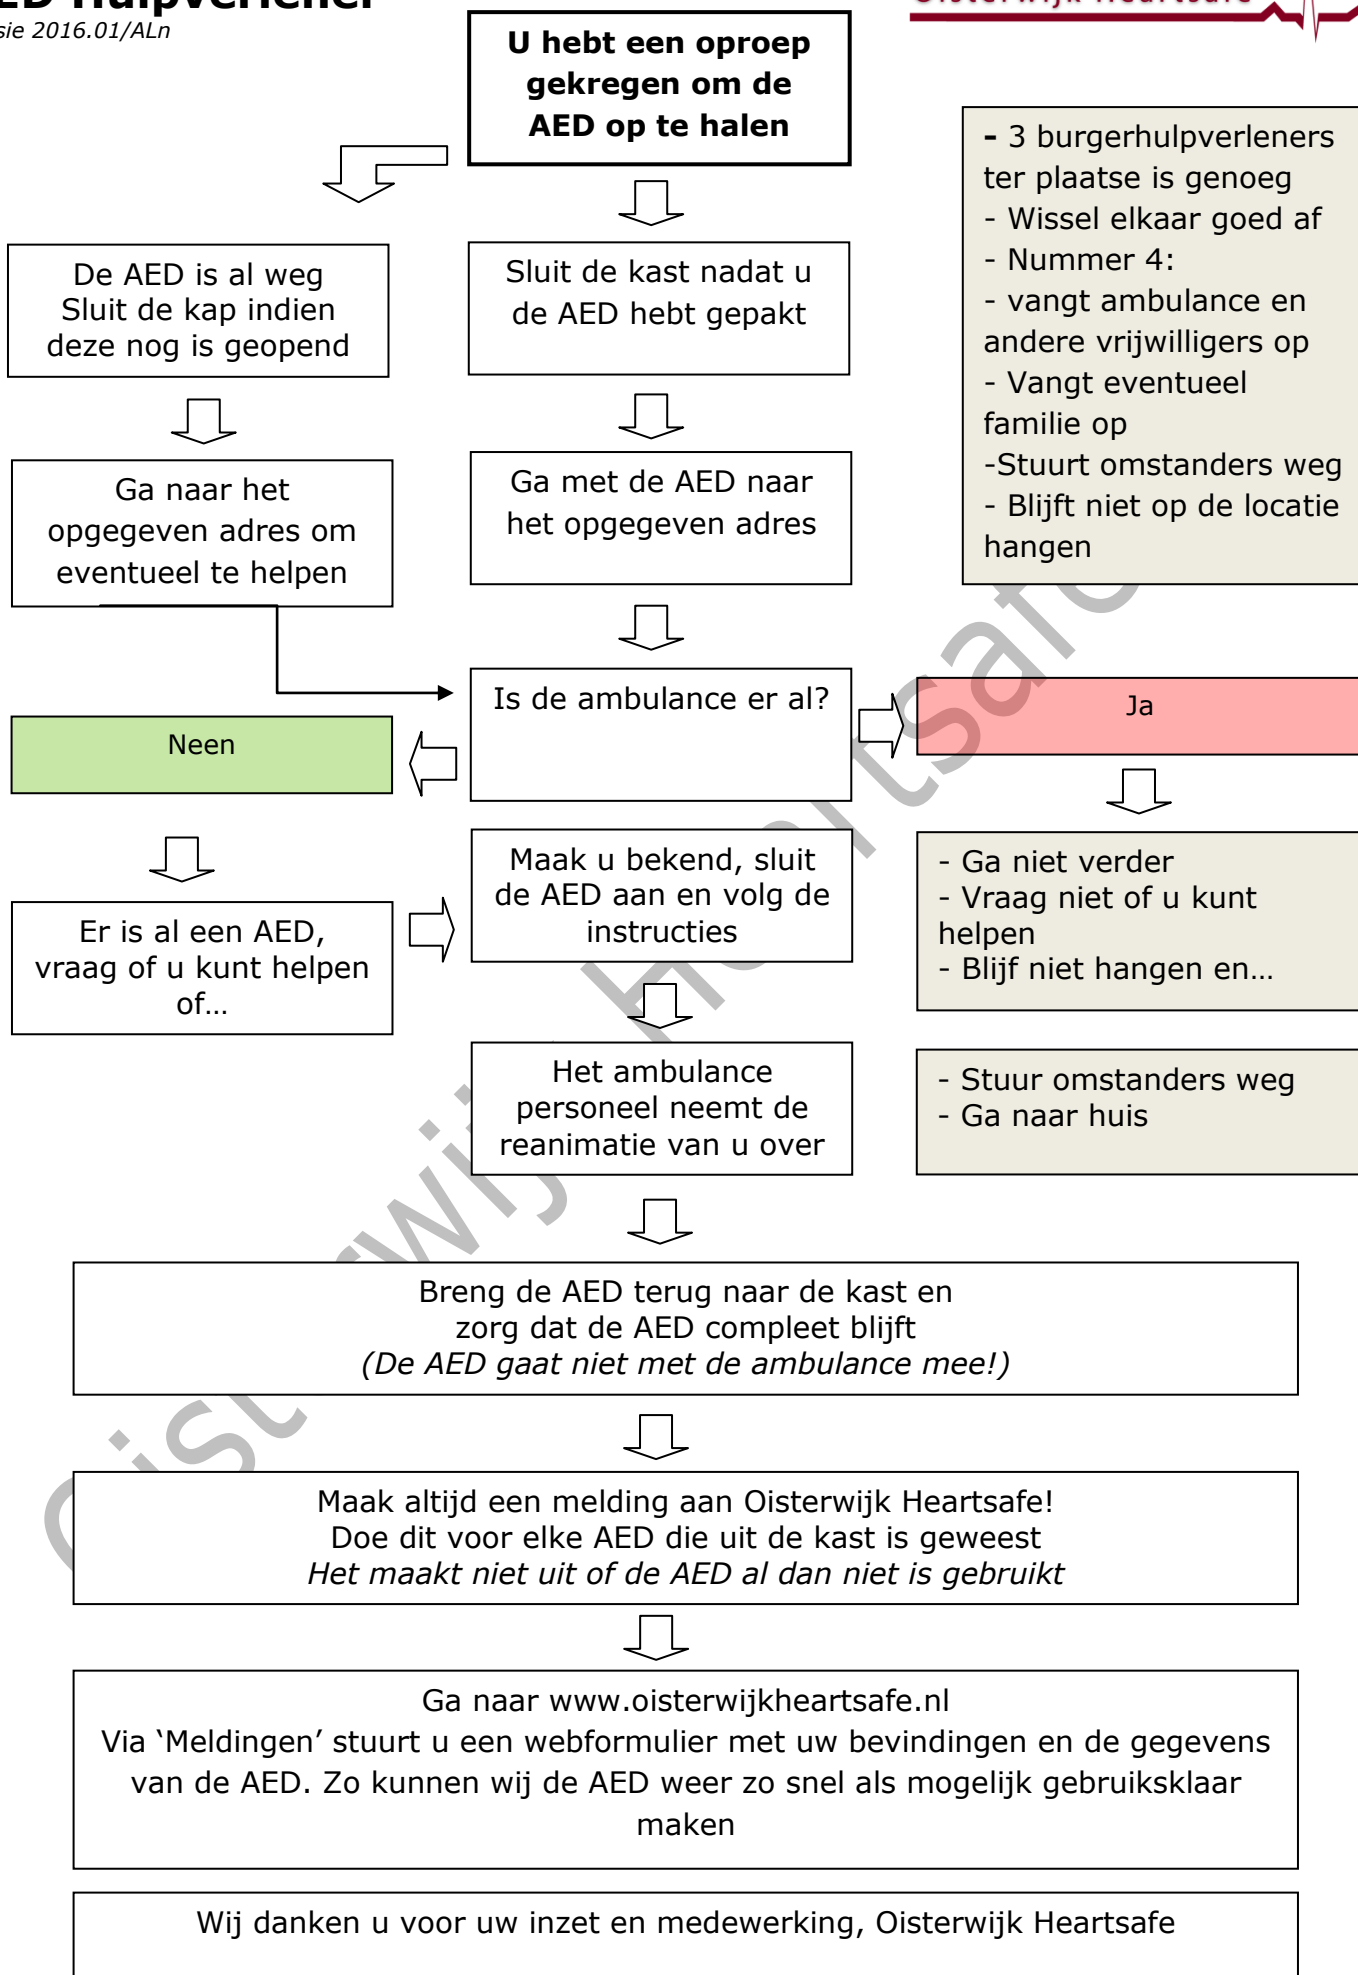 ED Hulpverlener
sie 2016.01/ALn
Oisterwijk Heartsafe
U hebt een oproep
gekregen om de
AED op te halen
- 3 burgerhulpverleners
ter plaatse is genoeg
- Wissel elkaar goed af
- Nummer 4:
- vangt ambulance en
andere vrijwilligers op
- Vangt eventueel
familie op
-Stuurt omstanders weg
- Blijft niet op de locatie
hangen
De AED is al weg
Sluit de kap indien
deze nog is geopend
Sluit de kast nadat u
de AED hebt gepakt
Ga naar het
opgegeven adres om
eventueel te helpen
Ga met de AED naar
het opgegeven adres
Is de ambulance er al?
Ja
Neen
Er is al een AED,
vraag of u kunt helpen
of…
Maak u bekend, sluit
de AED aan en volg de
instructies
- Ga niet verder
- Vraag niet of u kunt
helpen
- Blijf niet hangen en…
Het ambulance
personeel neemt de
reanimatie van u over
- Stuur omstanders weg
- Ga naar huis
Breng de AED terug naar de kast en
zorg dat de AED compleet blijft
(De AED gaat niet met de ambulance mee!)
Maak altijd een melding aan Oisterwijk Heartsafe!
Doe dit voor elke AED die uit de kast is geweest
Het maakt niet uit of de AED al dan niet is gebruikt
Ga naar www.oisterwijkheartsafe.nl
Via ‘Meldingen’ stuurt u een webformulier met uw bevindingen en de gegevens
van de AED. Zo kunnen wij de AED weer zo snel als mogelijk gebruiksklaar
maken
Wij danken u voor uw inzet en medewerking, Oisterwijk Heartsafe